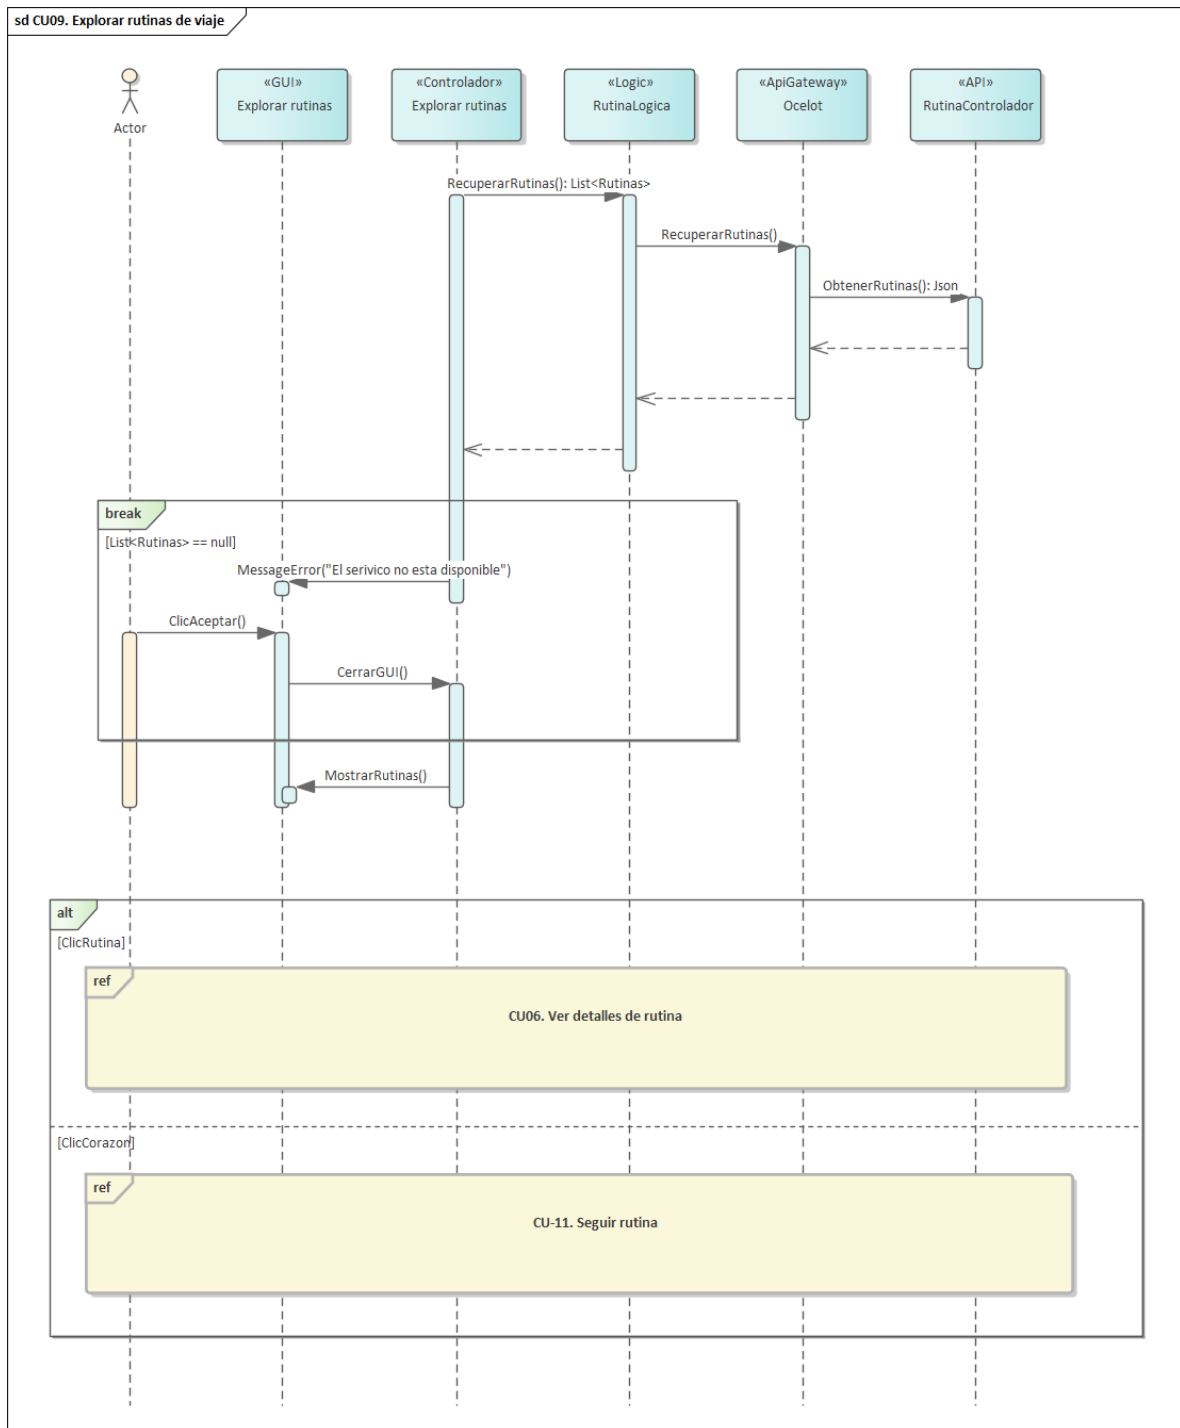 sd CU09. Explorar rutinas de viaje
Actor
«GUI»
Explorar rutinas
«Controlador»
Explorar rutinas
«Logic»
RutinaLogica
«ApiGateway»
Ocelot
«API»
RutinaControlador
RecuperarRutinas(): List<Rutinas>
RecuperarRutinas()
ObtenerRutinas(): Json
break
[List<Rutinas> == null]
MessageError("El serivico no esta disponible")
ClicAceptar()
CerrarGUI()
MostrarRutinas()
alt
[ClicRutina]
ref
CU06. Ver detalles de rutina
[ClicCorazon]
ref
CU-11. Seguir rutina